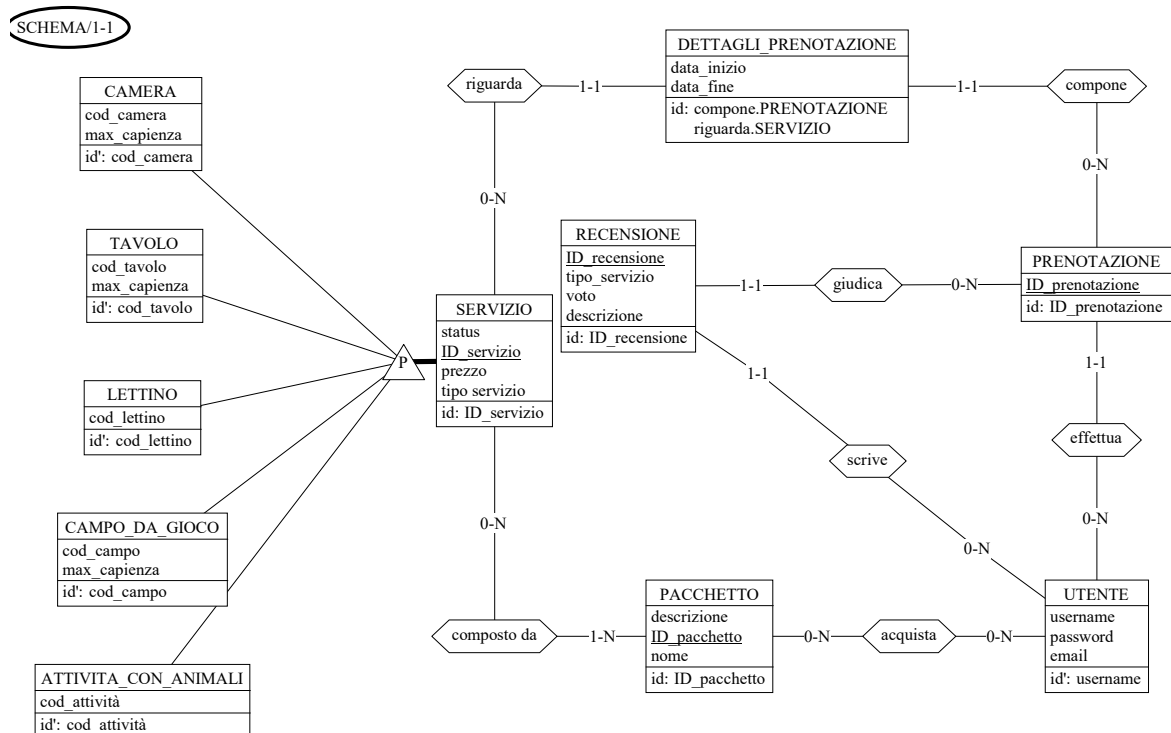 SCHEMA/1-1
DETTAGLI_PRENOTAZIONE
data_inizio
data_fine
id: compone.PRENOTAZIONE
riguarda.SERVIZIO
riguarda
1-1
1-1
compone
CAMERA
cod_camera
max_capienza
id': cod_camera
0-N
0-N
TAVOLO
cod_tavolo
max_capienza
id': cod_tavolo
RECENSIONE
ID_recensione
tipo_servizio
voto
descrizione
id: ID_recensione
1-1
giudica
0-N
PRENOTAZIONE
ID_prenotazione
id: ID_prenotazione
SERVIZIO
status
ID_servizio
prezzo
tipo servizio
id: ID_servizio
P
1-1
1-1
LETTINO
cod_lettino
id': cod_lettino
scrive
effettua
0-N
0-N
0-N
CAMPO_DA_GIOCO
cod_campo
max_capienza
id': cod_campo
composto da
1-N
PACCHETTO
descrizione
ID_pacchetto
nome
id: ID_pacchetto
0-N
acquista
0-N
UTENTE
username
password
email
id': username
ATTIVITA_CON_ANIMALI
cod_attività
id': cod_attività